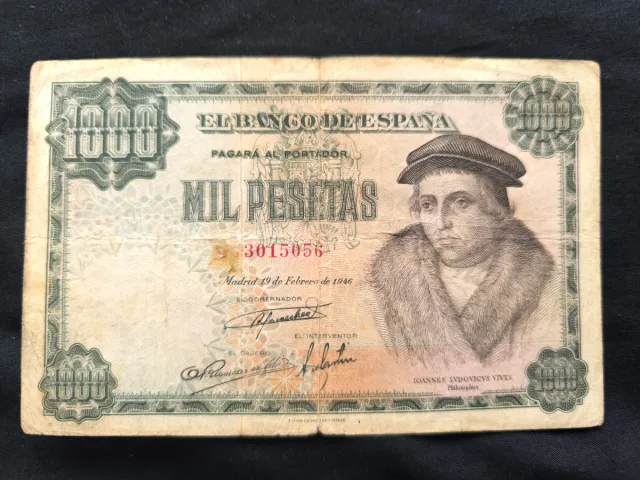 1000
1000
EL BANCO DE ESPAÑA
PAGARÁ AL PORTADOR
MIL PESETAS
3015056
Madrid 19 de Febrero de 1946
EL GOBERNADOR
EL INTERVENTOR
EL CAJERO
IOANNES LVDOVICVS VIVES
1000
1000